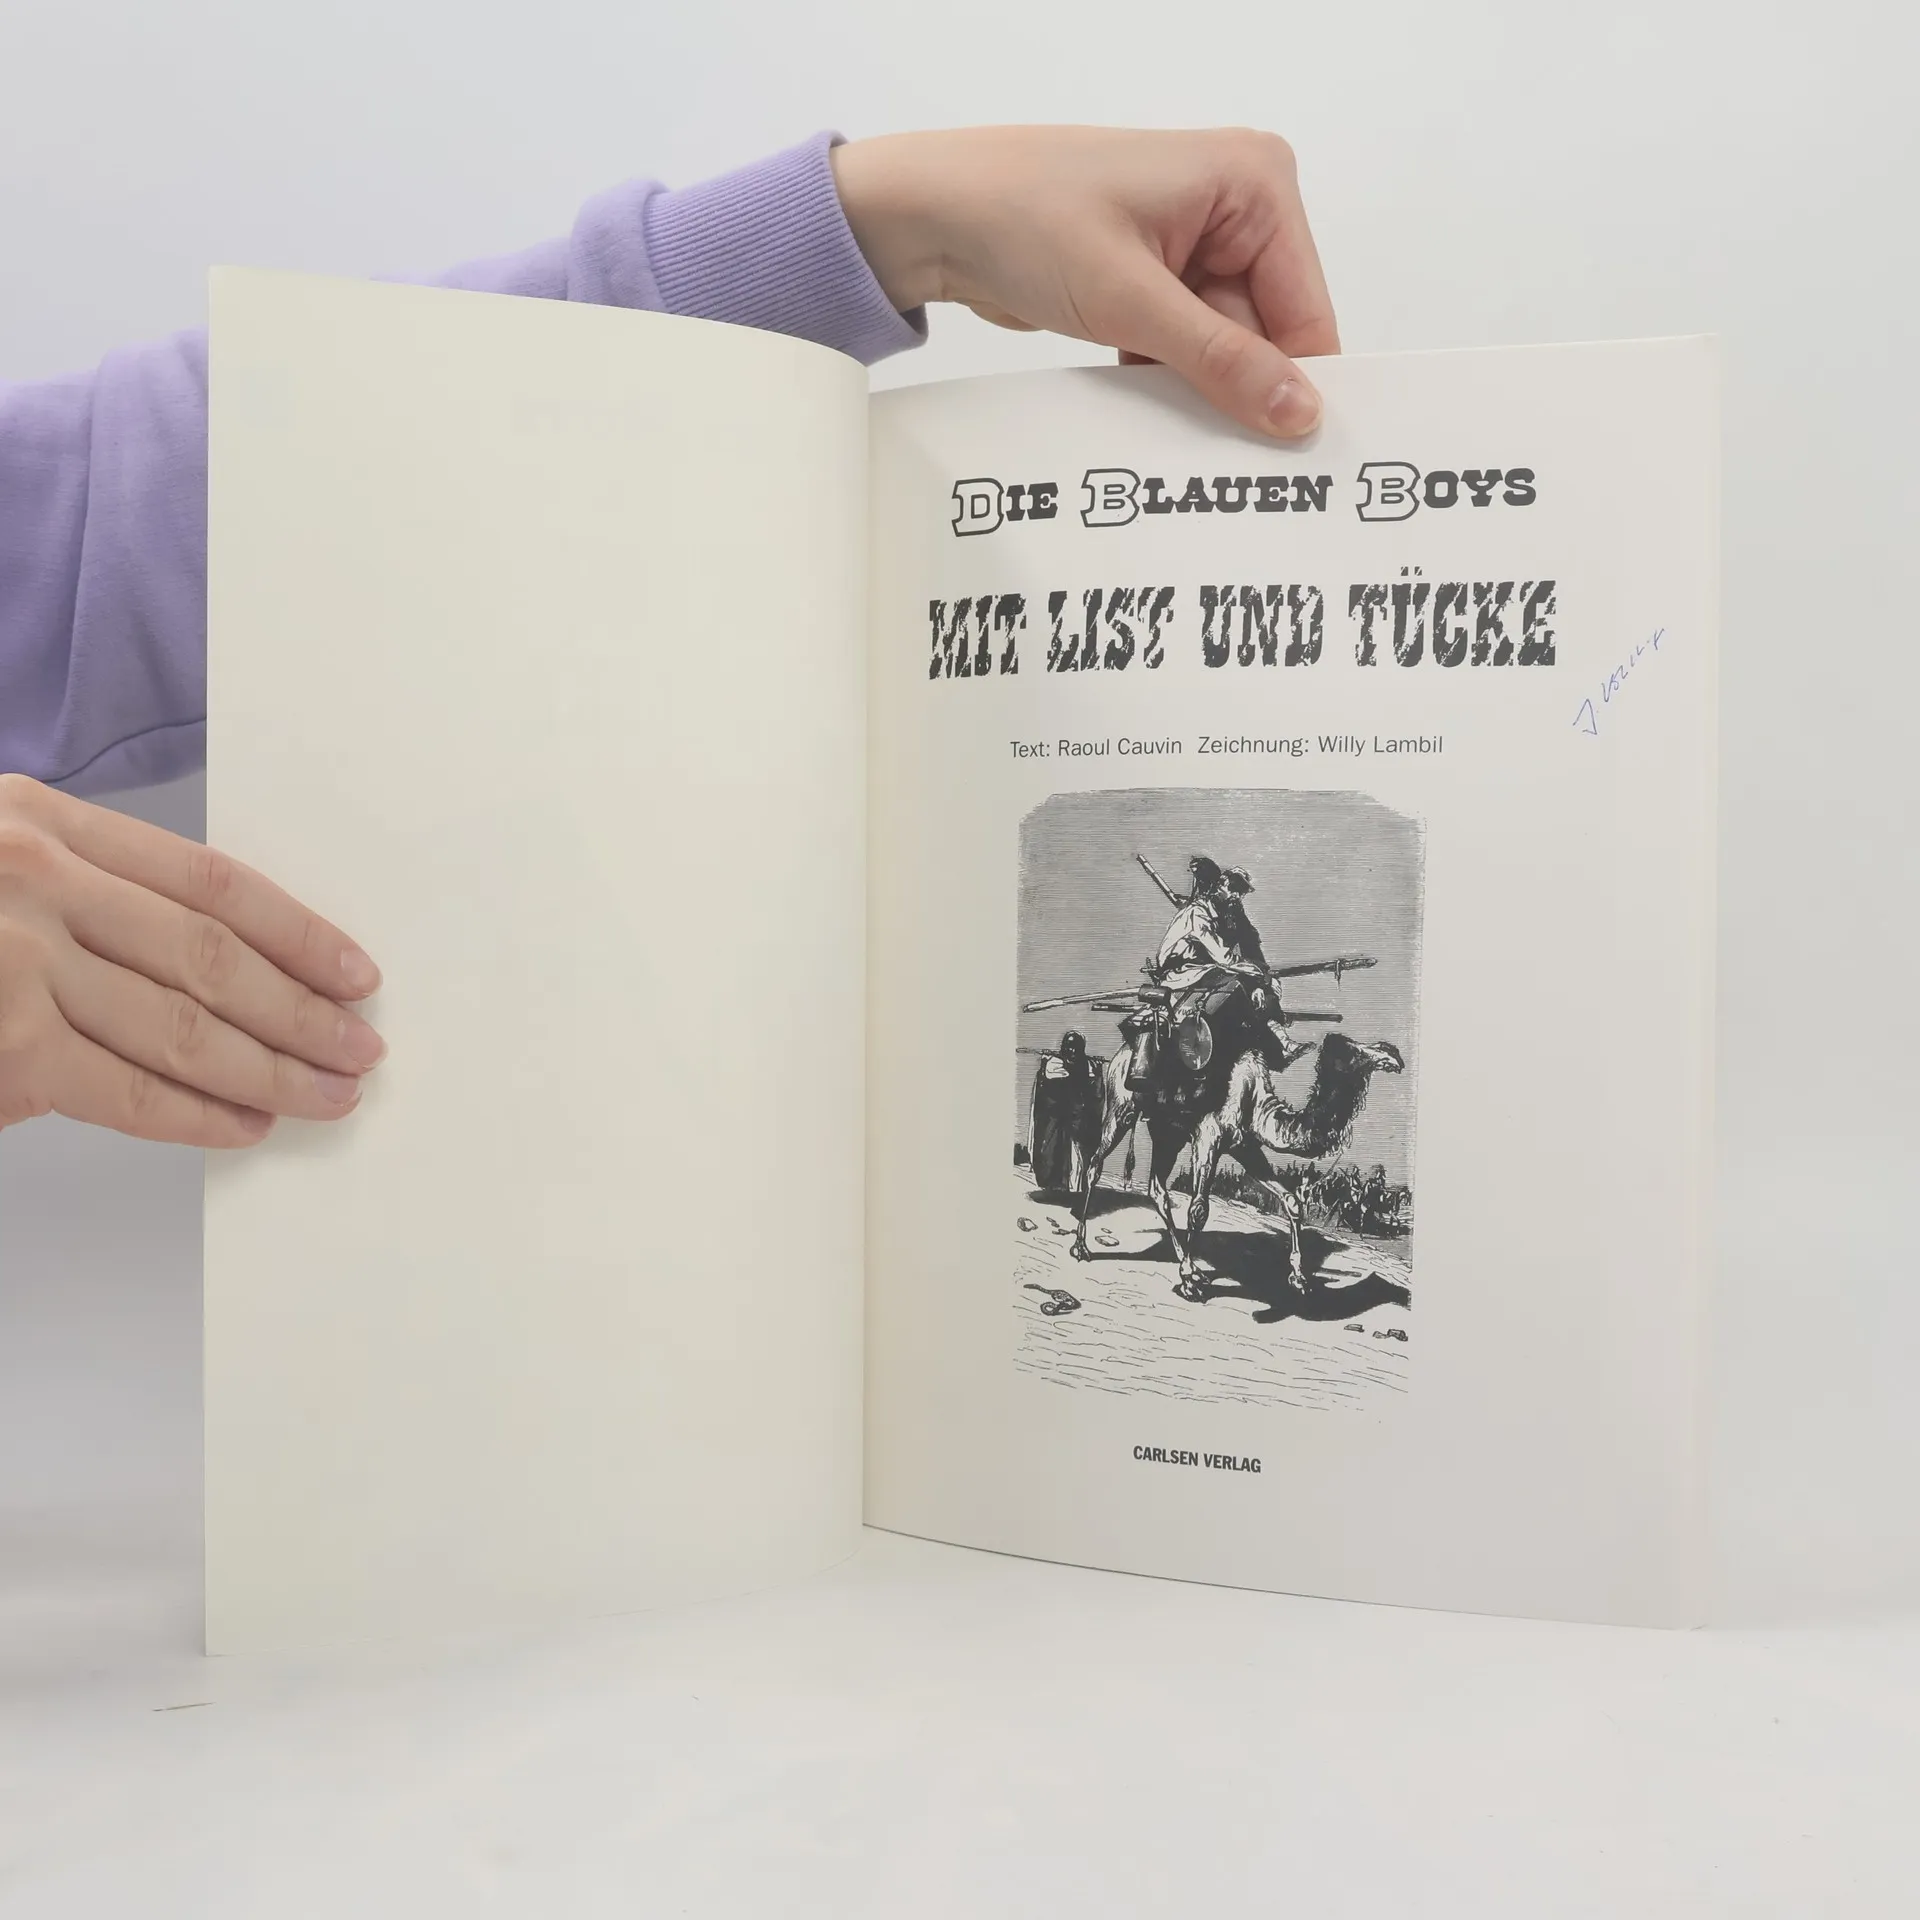 DIE BLAUEN BOYS
MIT LIST UND TÜCKE
Text: Raoul Cauvin Zeichnung: Willy Lambil
CARLSEN VERLAG